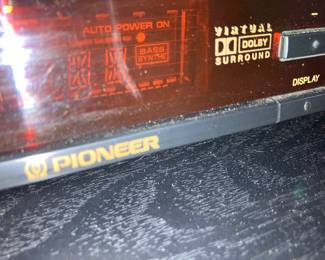 AUTO POWER ON
BASS
SYNTHE
VIRTUAL
DOLBY
SURROUND
DISPLAY
PIONEER